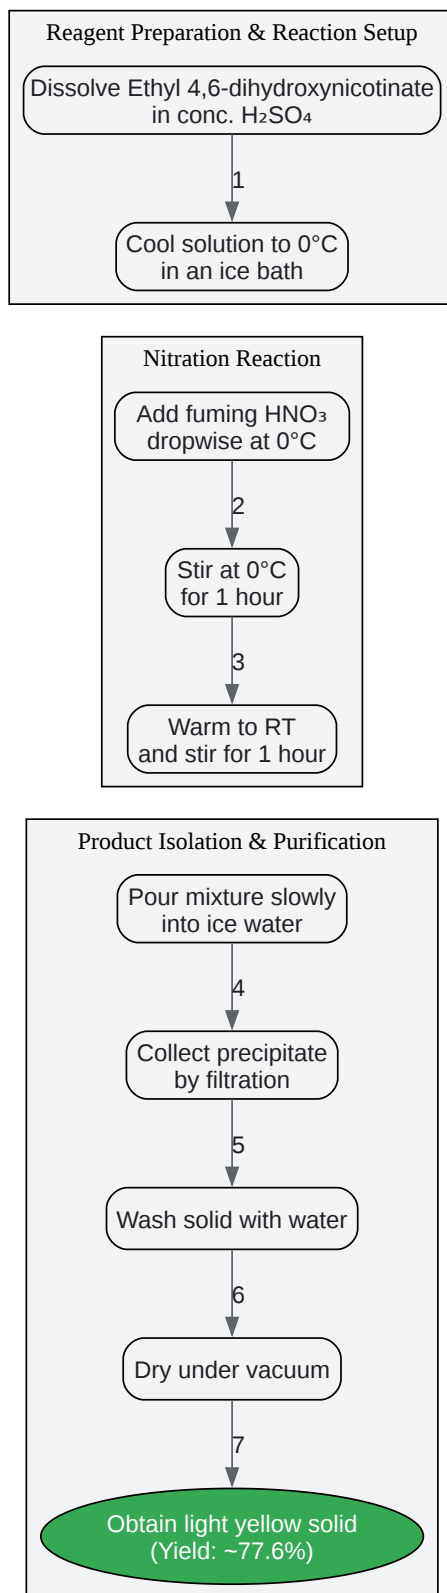 Reagent Preparation & Reaction Setup
Dissolve Ethyl 4,6-dihydroxynicotinate
in conc. H₂SO₄
1
Cool solution to 0°C
in an ice bath
Nitration Reaction
Add fuming HNO₃
dropwise at 0°C
2
Stir at 0°C
for 1 hour
3
Warm to RT
and stir for 1 hour
Product Isolation & Purification
Pour mixture slowly
into ice water
4
Collect precipitate
by filtration
5
Wash solid with water
6
Dry under vacuum
7
Obtain light yellow solid
(Yield: ~77.6%)